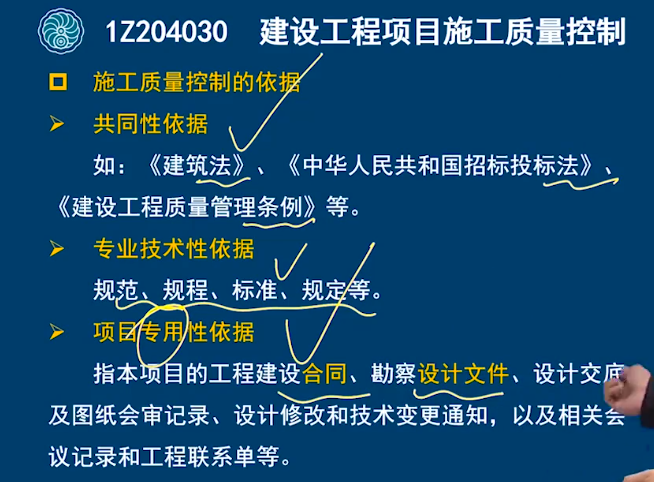 1Z204030 建设工程项目施工质量控制
施工质量控制的依据
共同性依据
如：《建筑法》、《中华人民共和国招标投标法》、
《建设工程质量管理条例》等。
专业技术性依据
规范、规程、标准、规定等。
项目专用性依据
指本项目的工程建设合同、勘察设计文件、设计交底
及图纸会审记录、设计修改和技术变更通知，以及相关会
议记录和工程联系单等。